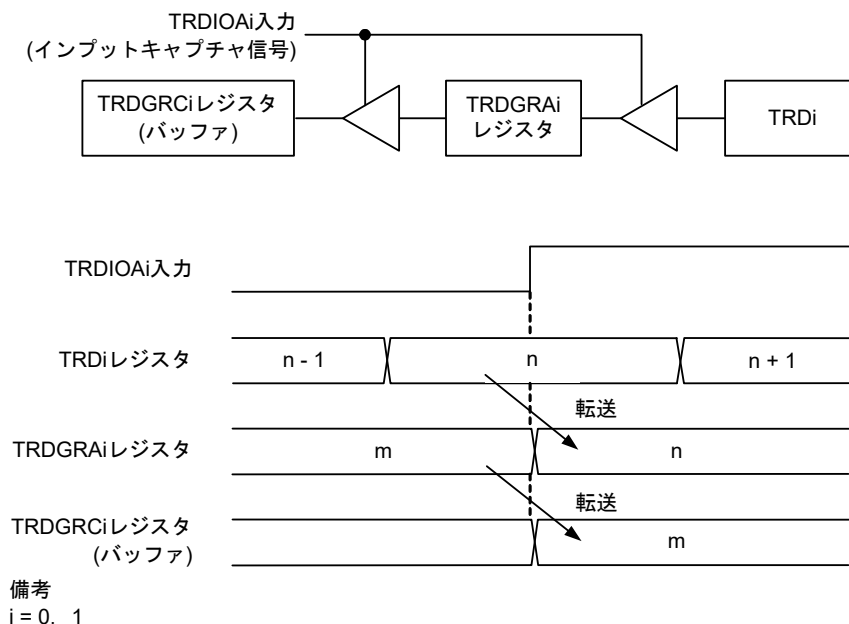 TRDIOAi入力
(インプットキャプチャ信号)
TRDGRCiレジスタ
(バッファ)
TRDGRAi
レジスタ
TRDi
TRDIOAi入力
TRDiレジスタ
n - 1
n
n + 1
転送
TRDGRAiレジスタ
m
n
転送
TRDGRCiレジスタ
(バッファ)
m
備考
i = 0, 1